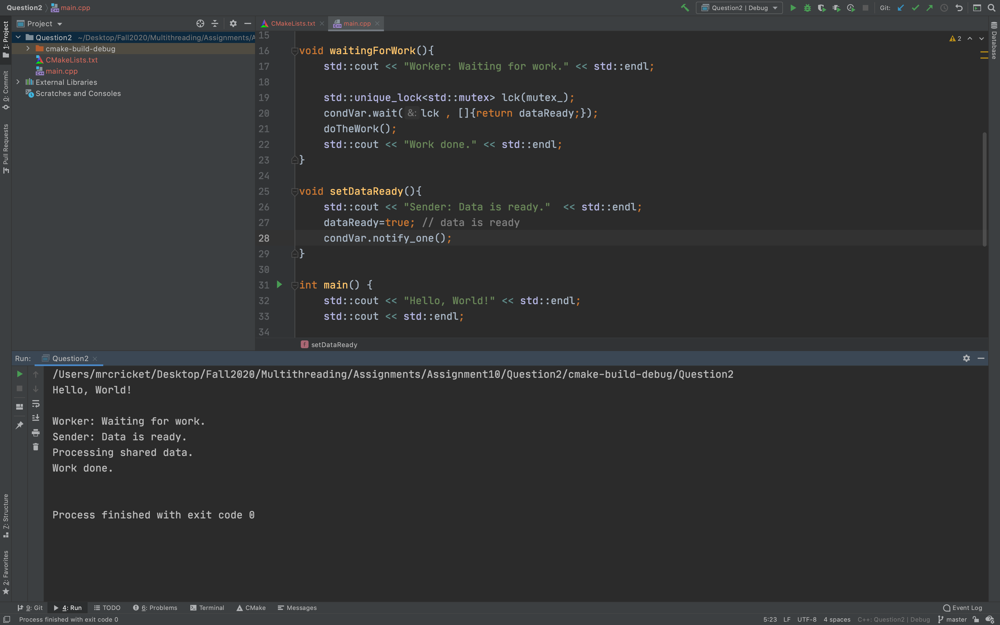 Question2 main.cpp
Question2 | Debug Git:
1: Project
0: Commit
Pull Requests
Project
Question2 ~/Desktop/Fall2020/Multithreading/Assignments/A
cmake-build-debug
CMakeLists.txt
main.cpp
External Libraries
Scratches and Consoles
CMakeLists.txt main.cpp
2
Database
15
16 void waitingForWork(){
17 std::cout << "Worker: Waiting for work." << std::endl;
18
19 std::unique_lock<std::mutex> lck(mutex_);
20 condVar.wait( &: lck , []{return dataReady;});
21 doTheWork();
22 std::cout << "Work done." << std::endl;
23 }
24
25 void setDataReady(){
26 std::cout << "Sender: Data is ready."  << std::endl;
27 dataReady=true; // data is ready
28 condVar.notify_one();
29 }
30
31 int main() {
32 std::cout << "Hello, World!" << std::endl;
33 std::cout << std::endl;
34
f setDataReady
Run: Question2
/Users/mrcricket/Desktop/Fall2020/Multithreading/Assignments/Assignment10/Question2/cmake-build-debug/Question2
Hello, World!
Worker: Waiting for work.
Sender: Data is ready.
Processing shared data.
Work done.
Process finished with exit code 0
7: Structure
2: Favorites
9: Git 4: Run TODO 6: Problems Terminal CMake Messages Event Log
Process finished with exit code 0 5:23 LF UTF-8 4 spaces C++: Question2 | Debug master